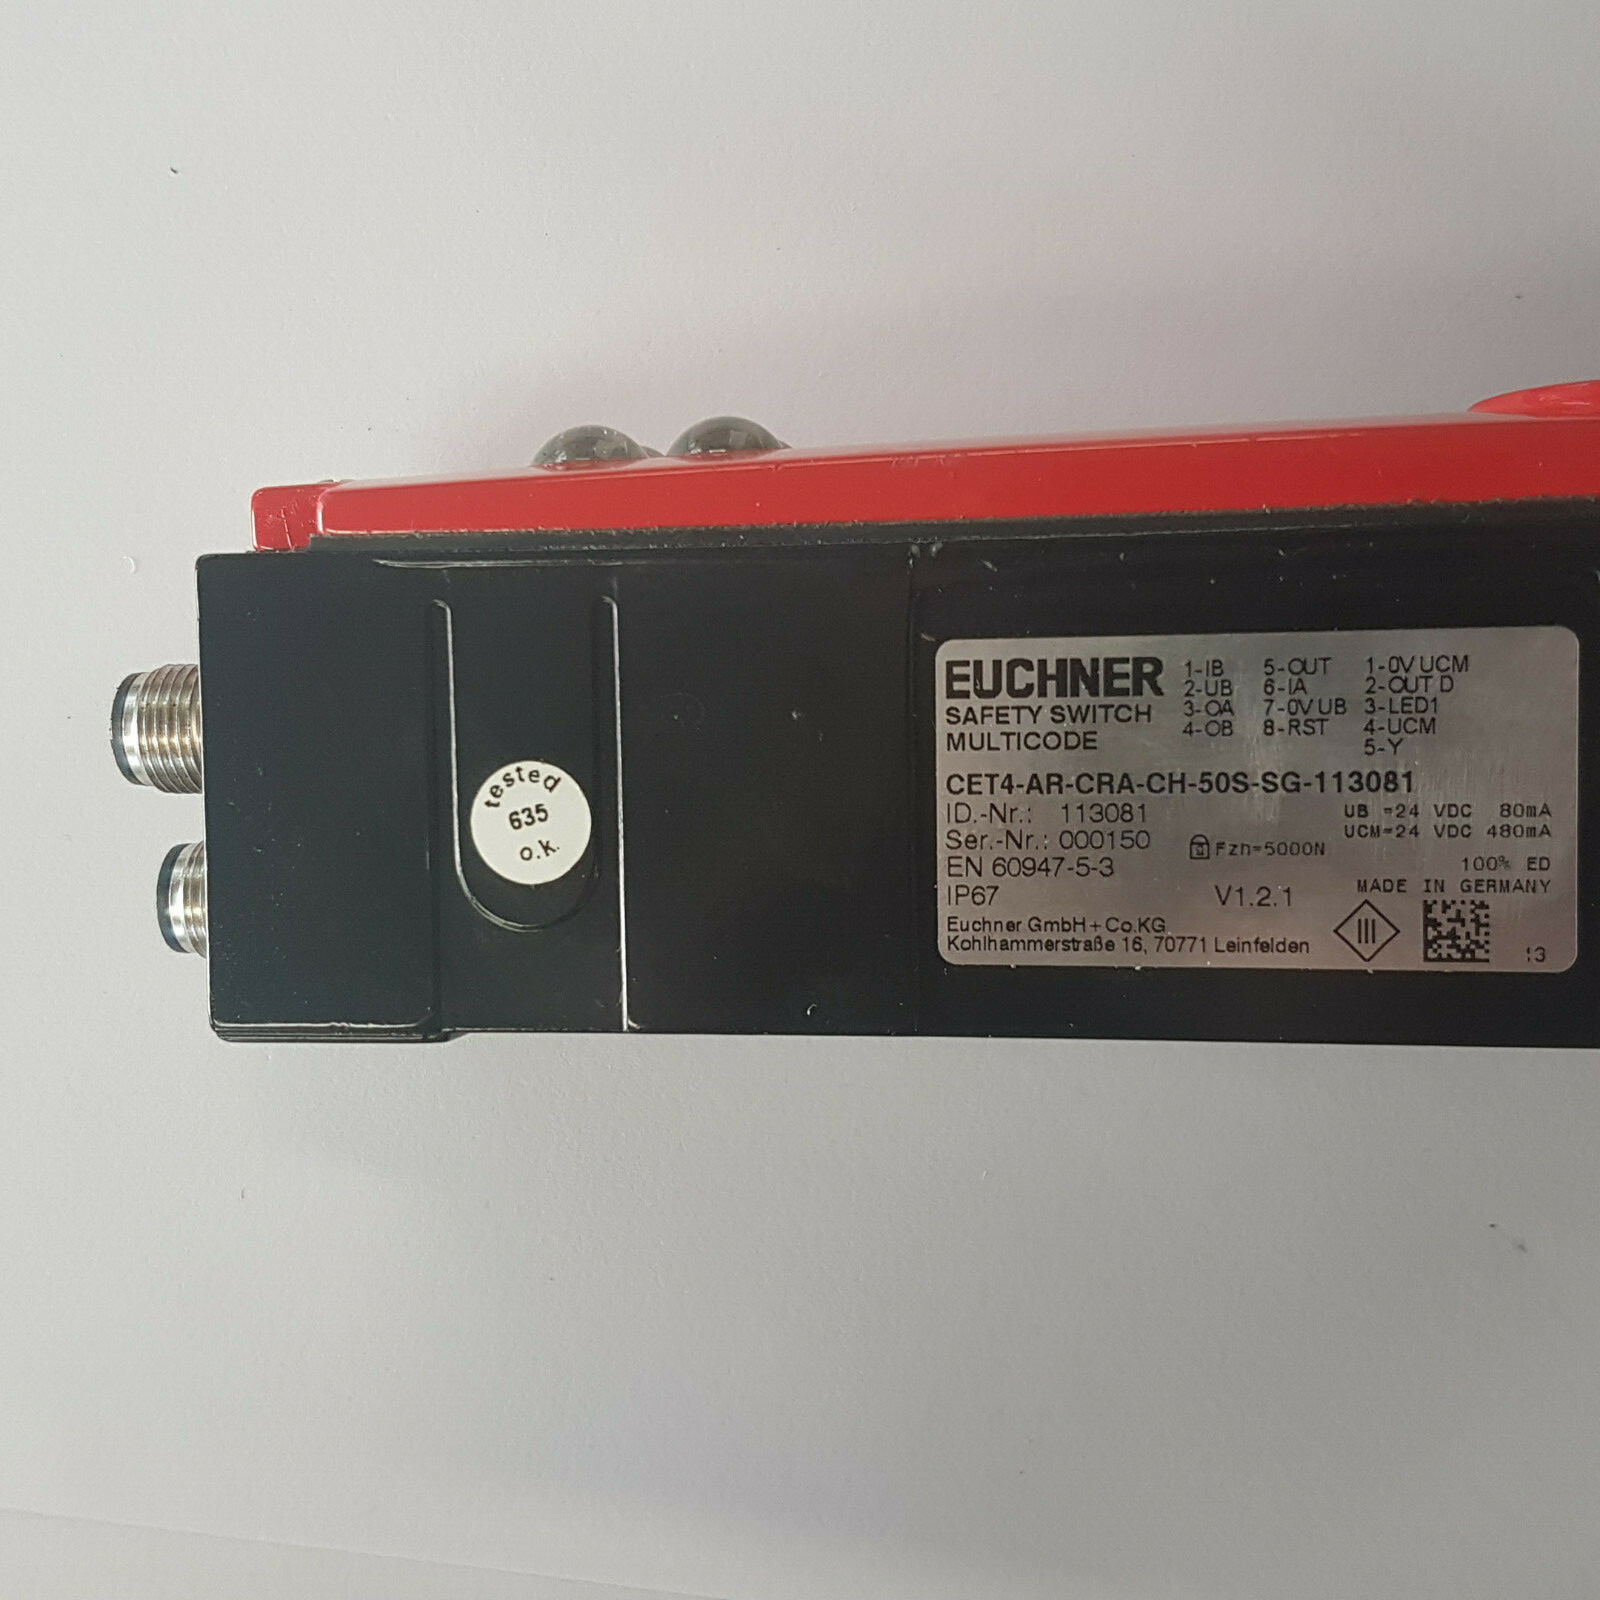 tested
635
o.k.
EUCHNER
SAFETY SWITCH
MULTICODE
1-IB 5-OUT 1-0V UCM
2-UB 6-IA 2-OUT D
3-OA 7-0V UB 3-LED1
4-OB 8-RST 4-UCM
5-Y
CET4-AR-CRA-CH-50S-SG-113081
ID.-Nr.: 113081
UB =24 VDC 80mA
Ser.-Nr.: 000150
UCM=24 VDC 480mA
Fzh=5000N
EN 60947-5-3
100% ED
IP67 V1.2.1
MADE IN GERMANY
Euchner GmbH + Co.KG
Kohlhammerstraße 16, 70771 Leinfelden
III
13